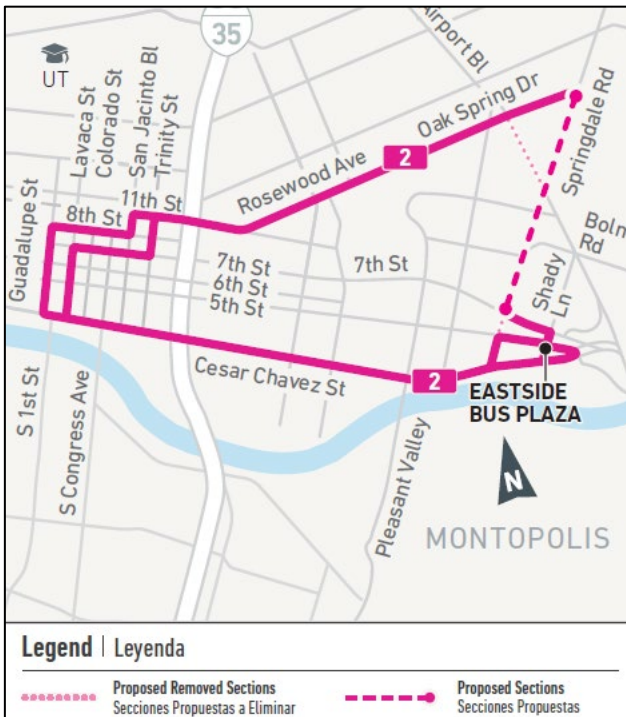 35
UT
Lavaca St
Colorado St
San Jacinto Bl
Trinity St
Airport Bl
Oak Spring Dr
Springdale Rd
2
Rosewood Ave
11th St
8th St
Guadalupe St
7th St
7th St
6th St
5th St
Shady
Ln
Rd
Cesar Chavez St
2
EASTSIDE
BUS PLAZA
S 1st St
S Congress Ave
Pleasant Valley
N
MONTOPOLIS
Legend | Leyenda
Proposed Removed Sections
Secciones Propuestas a Eliminar
Proposed Sections
Secciones Propuestas